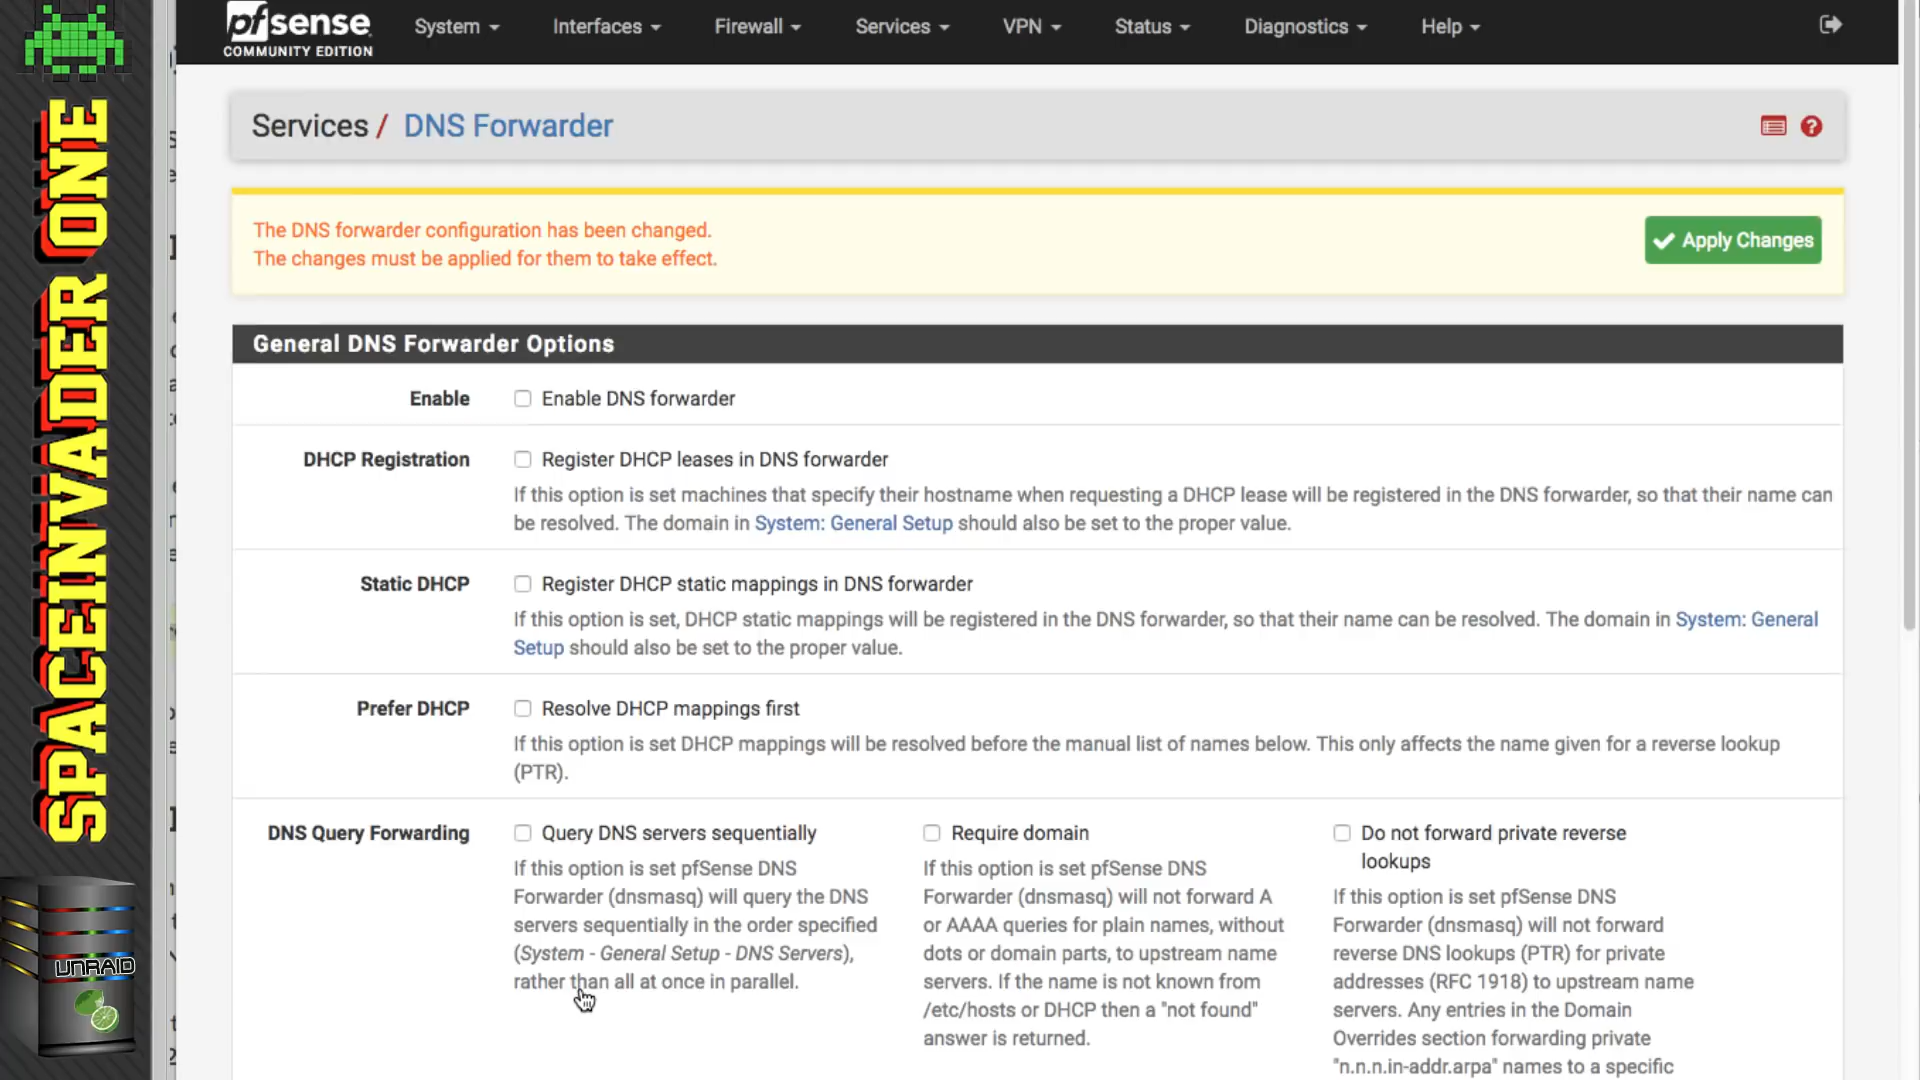 SPACEINVADER ONE
UNRAID
pfsense
COMMUNITY EDITION
System
Interfaces
Firewall
Services
VPN
Status
Diagnostics
Help
Services / DNS Forwarder
The DNS forwarder configuration has been changed.
The changes must be applied for them to take effect.
Apply Changes
General DNS Forwarder Options
Enable
Enable DNS forwarder
DHCP Registration
Register DHCP leases in DNS forwarder
If this option is set machines that specify their hostname when requesting a DHCP lease will be registered in the DNS forwarder, so that their name can
be resolved. The domain in System: General Setup should also be set to the proper value.
Static DHCP
Register DHCP static mappings in DNS forwarder
If this option is set, DHCP static mappings will be registered in the DNS forwarder, so that their name can be resolved. The domain in System: General
Setup should also be set to the proper value.
Prefer DHCP
Resolve DHCP mappings first
If this option is set DHCP mappings will be resolved before the manual list of names below. This only affects the name given for a reverse lookup
(PTR).
DNS Query Forwarding
Query DNS servers sequentially
If this option is set pfSense DNS
Forwarder (dnsmasq) will query the DNS
servers sequentially in the order specified
(System - General Setup - DNS Servers),
rather than all at once in parallel.
Require domain
If this option is set pfSense DNS
Forwarder (dnsmasq) will not forward A
or AAAA queries for plain names, without
dots or domain parts, to upstream name
servers. If the name is not known from
/etc/hosts or DHCP then a "not found"
answer is returned.
Do not forward private reverse
lookups
If this option is set pfSense DNS
Forwarder (dnsmasq) will not forward
reverse DNS lookups (PTR) for private
addresses (RFC 1918) to upstream name
servers. Any entries in the Domain
Overrides section forwarding private
"n.n.n.in-addr.arpa" names to a specific